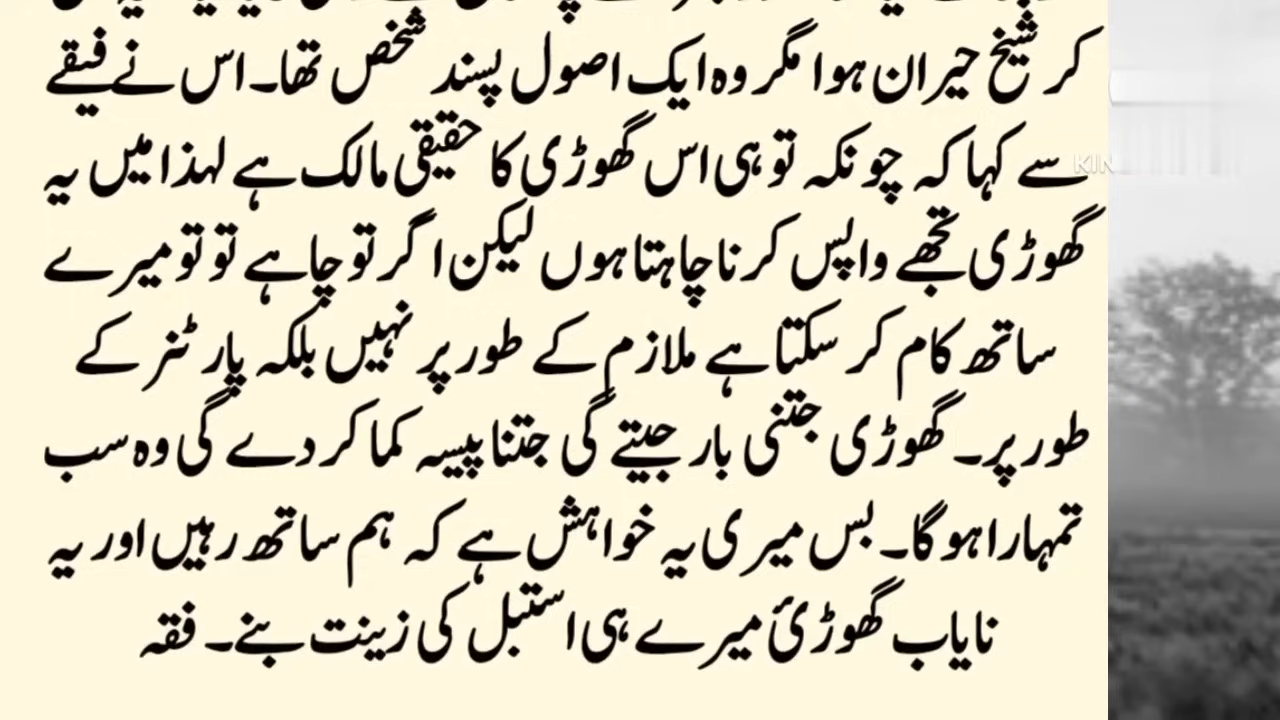 کر شیخ حیران ہوا مگر وہ ایک اصول پسند شخص تھا۔ اس نے فیقے
سے کہا کہ چونکہ تو ہی اس گھوڑی کا حقیقی مالک ہے لہذا میں یہ
گھوڑی تجھے واپس کرنا چاہتا ہوں لیکن اگر تو چاہے تو تو میرے
ساتھ کام کر سکتا ہے ملازم کے طور پر نہیں بلکہ پارٹنر کے
طور پر۔ گھوڑی جتنی بار جیتے گی جتنا پیسہ کما کر دے گی وہ سب
تمہارا ہو گا۔ بس میری یہ خواہش ہے کہ ہم ساتھ رہیں اور یہ
نایاب گھوڑئ میرے ہی استبل کی زینت بنے۔ فقہ
KIN